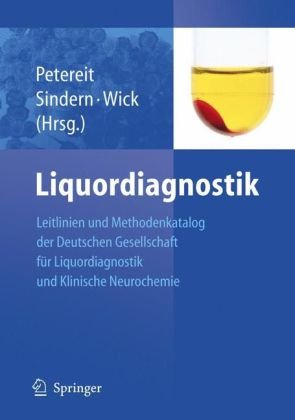 Petereit
Sindern · Wick
(Hrsg.)
Liquordiagnostik
Leitlinien und Methodenkatalog
der Deutschen Gesellschaft
für Liquordiagnostik
und Klinische Neurochemie
Springer